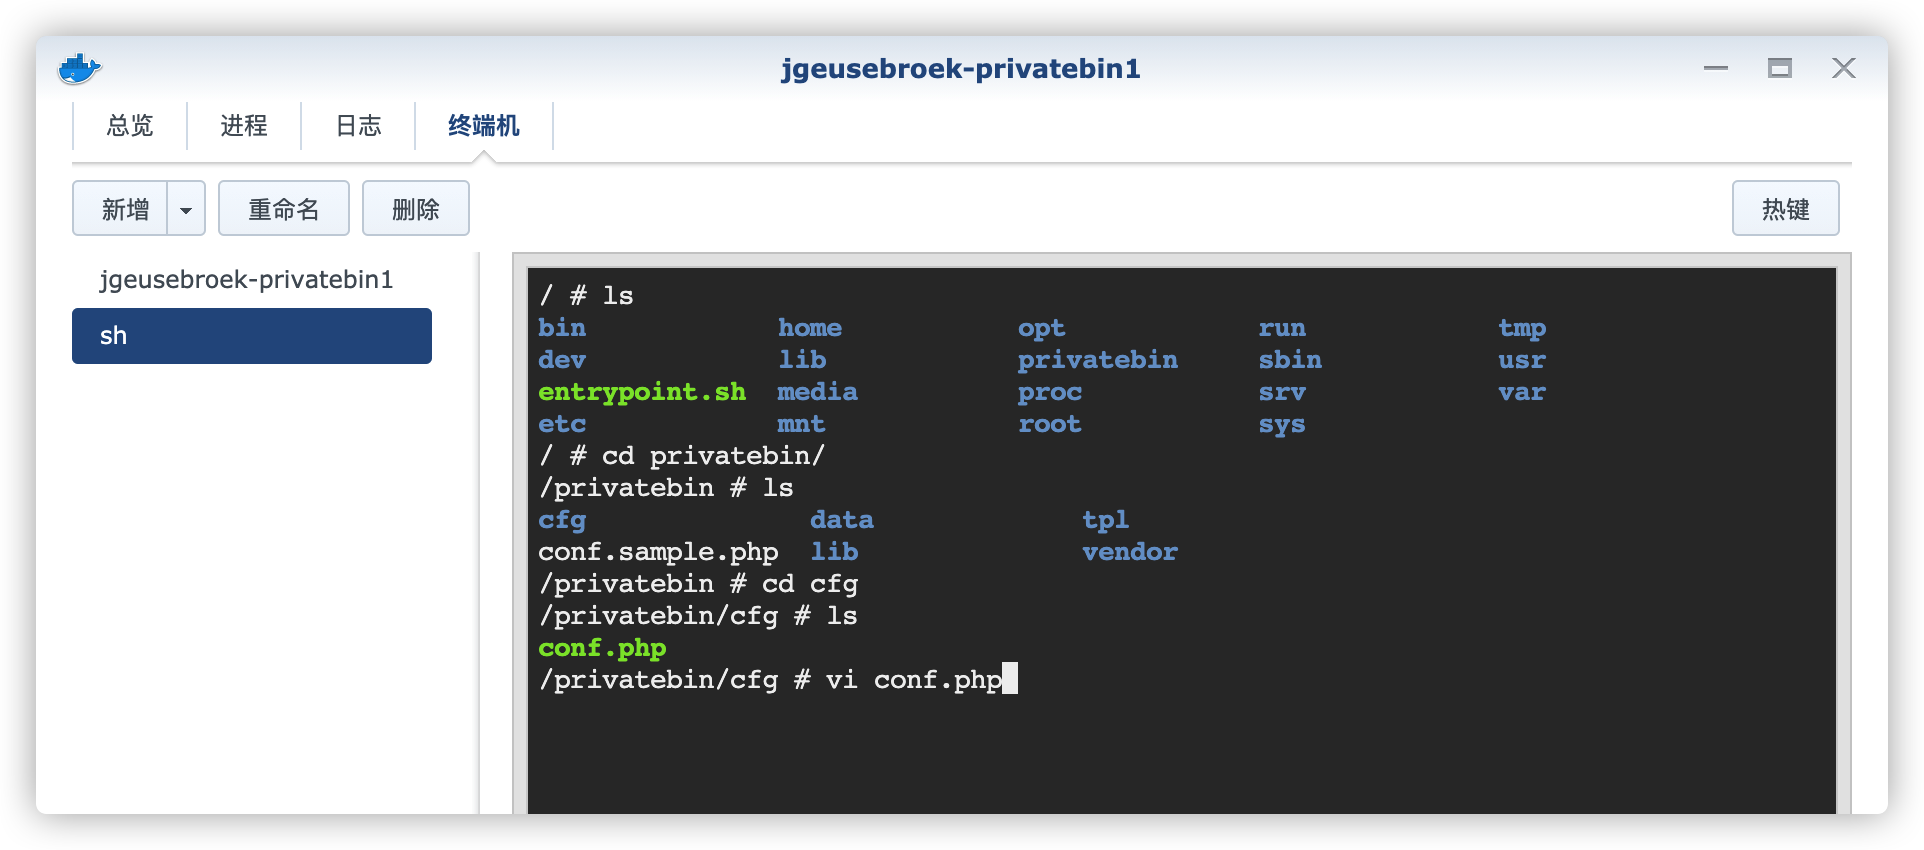 jgeusebroek-privatebin1
总览 进程 日志 终端机
新增 重命名 删除 热键
jgeusebroek-privatebin1
sh
/ # ls
bin home opt run tmp
dev lib privatebin sbin usr
entrypoint.sh media proc srv var
etc mnt root sys
/ # cd privatebin/
/privatebin # ls
cfg data tpl
conf.sample.php lib vendor
/privatebin # cd cfg
/privatebin/cfg # ls
conf.php
/privatebin/cfg # vi conf.php